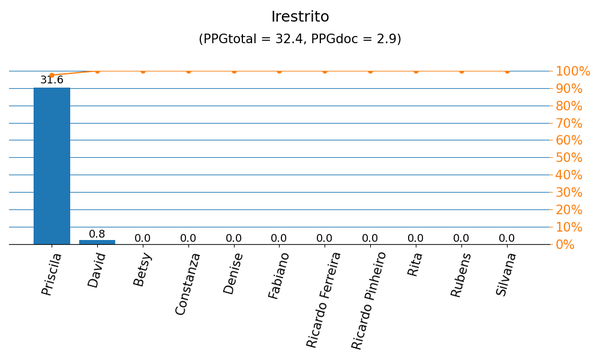 Irestrito
(PPGtotal = 32.4, PPGdoc = 2.9)
31.6
0.8
0.0
0.0
0.0
0.0
0.0
0.0
0.0
0.0
0.0
100%
90%
80%
70%
60%
50%
40%
30%
20%
10%
0%
Priscila
David
Betsy
Constanza
Denise
Fabiano
Ricardo Ferreira
Ricardo Pinheiro
Rita
Rubens
Silvana